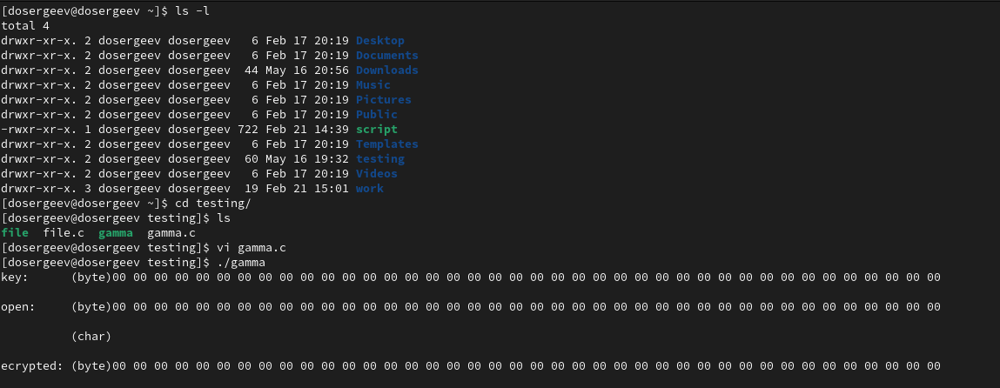 [dosergeev@dosergeev ~]$ ls -l
total 4
drwxr-xr-x. 2 dosergeev dosergeev   6 Feb 17 20:19 Desktop
drwxr-xr-x. 2 dosergeev dosergeev   6 Feb 17 20:19 Documents
drwxr-xr-x. 2 dosergeev dosergeev  44 May 16 20:56 Downloads
drwxr-xr-x. 2 dosergeev dosergeev   6 Feb 17 20:19 Music
drwxr-xr-x. 2 dosergeev dosergeev   6 Feb 17 20:19 Pictures
drwxr-xr-x. 2 dosergeev dosergeev   6 Feb 17 20:19 Public
-rwxr-xr-x. 1 dosergeev dosergeev 722 Feb 21 14:39 script
drwxr-xr-x. 2 dosergeev dosergeev   6 Feb 17 20:19 Templates
drwxr-xr-x. 2 dosergeev dosergeev  60 May 16 19:32 testing
drwxr-xr-x. 2 dosergeev dosergeev   6 Feb 17 20:19 Videos
drwxr-xr-x. 3 dosergeev dosergeev  19 Feb 21 15:01 work
[dosergeev@dosergeev ~]$ cd testing/
[dosergeev@dosergeev testing]$ ls
file  file.c  gamma  gamma.c
[dosergeev@dosergeev testing]$ vi gamma.c
[dosergeev@dosergeev testing]$ ./gamma
key:      (byte)00 00 00 00 00 00 00 00 00 00 00 00 00 00 00 00 00 00 00 00 00 00 00 00 00 00 00 00 00 00 00 00 00 00 00 00 00 00 00 00
open:     (byte)00 00 00 00 00 00 00 00 00 00 00 00 00 00 00 00 00 00 00 00 00 00 00 00 00 00 00 00 00 00 00 00 00 00 00 00 00 00 00 00
          (char)
ecrypted: (byte)00 00 00 00 00 00 00 00 00 00 00 00 00 00 00 00 00 00 00 00 00 00 00 00 00 00 00 00 00 00 00 00 00 00 00 00 00 00 00 00